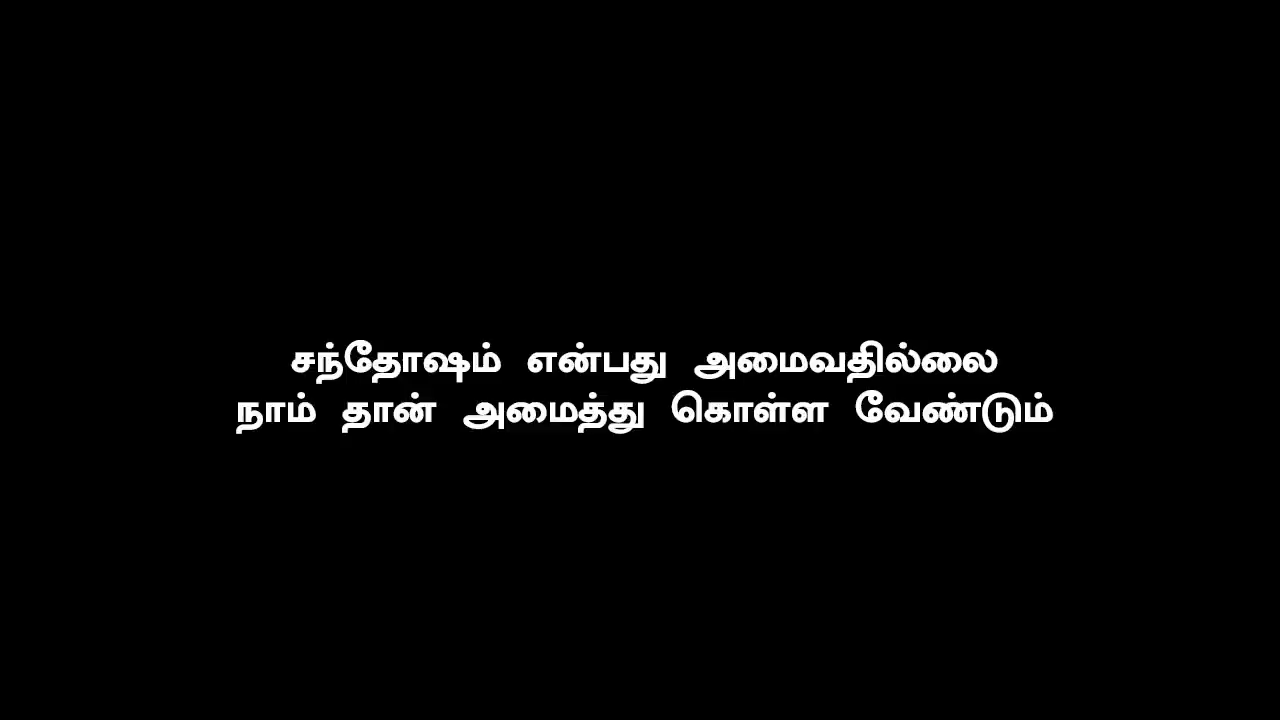 சந்தோஷம் என்பது அமைவதில்லை
நாம் தான் அமைத்து கொள்ள வேண்டும்